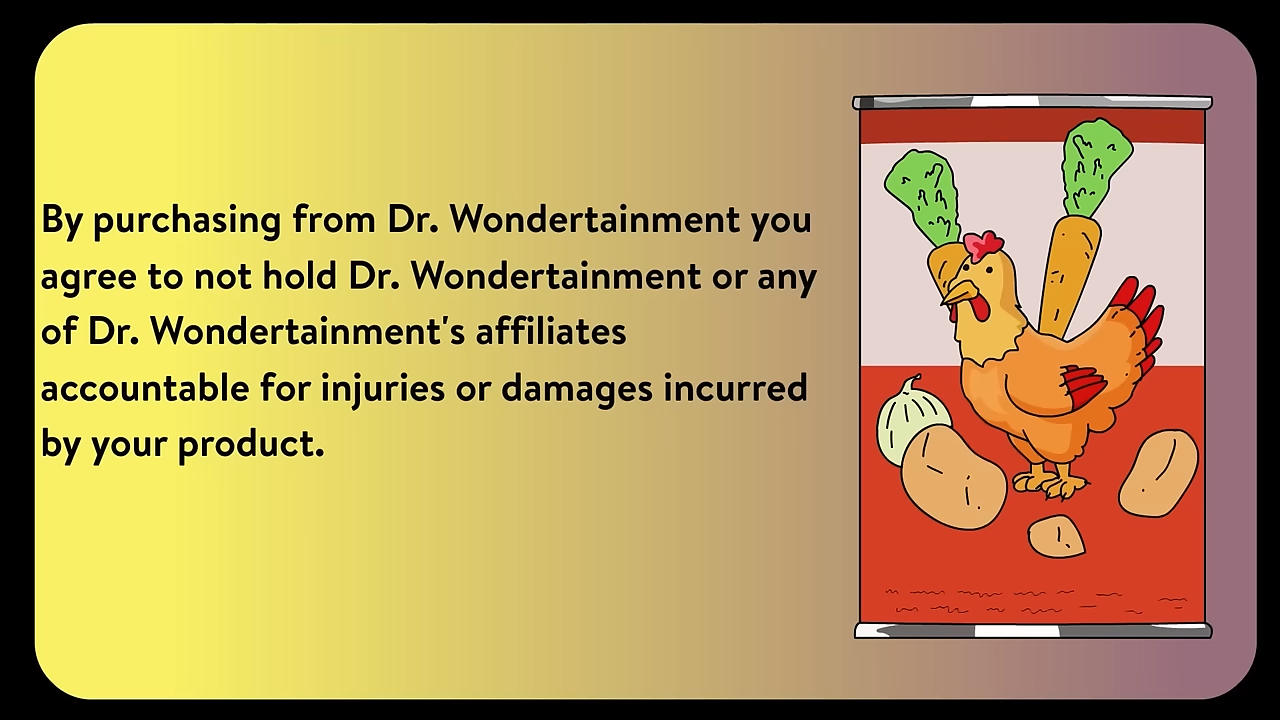 By purchasing from Dr. Wondertainment you
agree to not hold Dr. Wondertainment or any
of Dr. Wondertainment's affiliates
accountable for injuries or damages incurred
by your product.